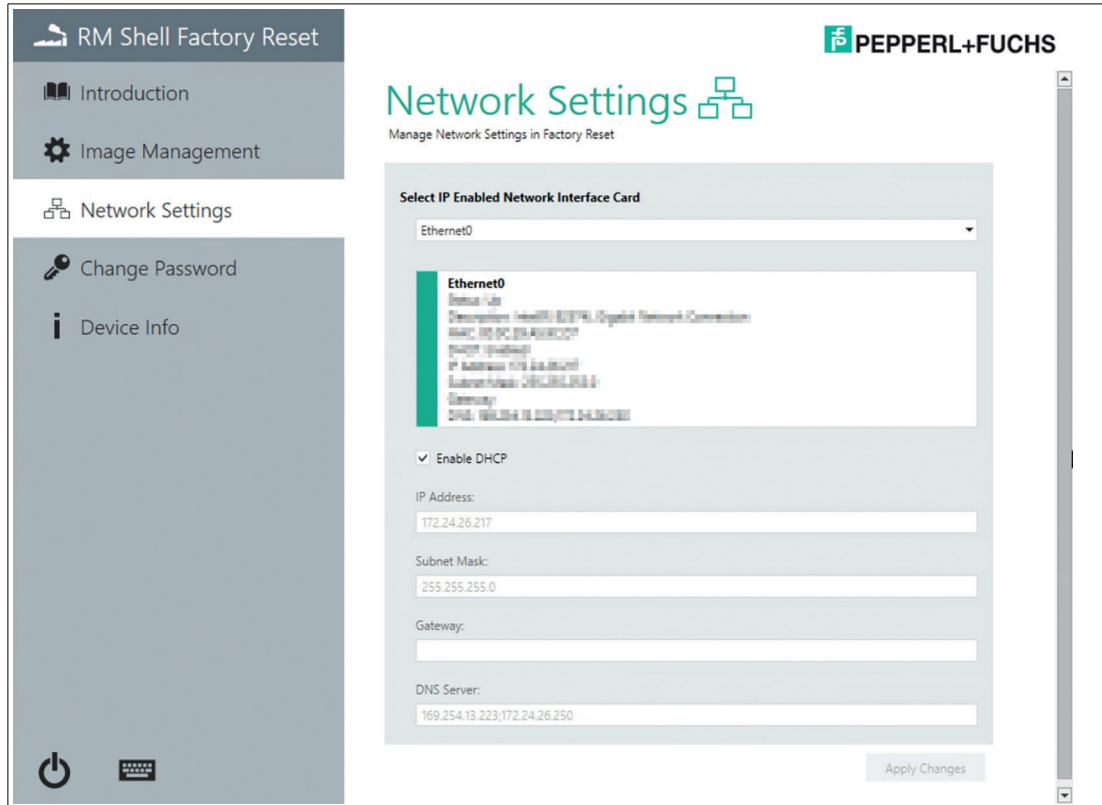 RM Shell Factory Reset
PEPPERL+FUCHS
Introduction
Image Management
Network Settings
Change Password
Device Info
Network Settings
Manage Network Settings in Factory Reset
Select IP Enabled Network Interface Card
Ethernet0
Ethernet0
Enable DHCP
IP Address:
172.24.26.217
Subnet Mask:
255.255.255.0
Gateway:
DNS Server:
169.254.13.223;172.24.26.250
Apply Changes